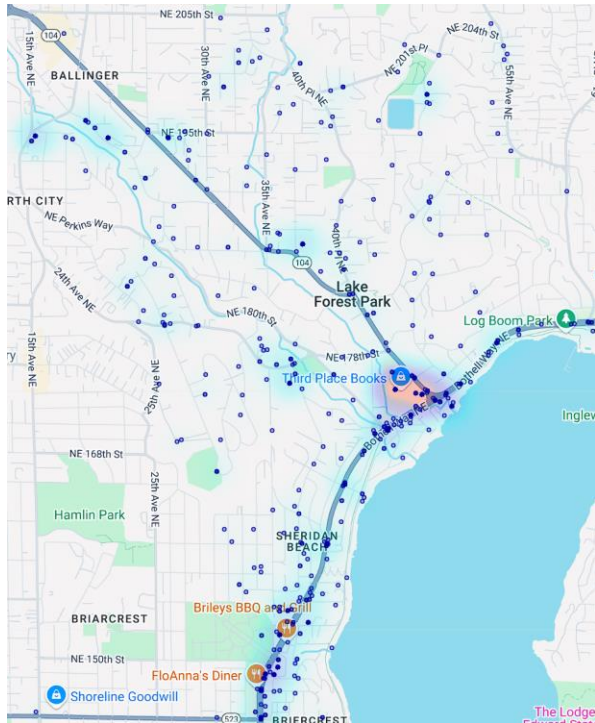 NE 205th St
15th Ave NE
104
30th Ave NE
NE 204th St
NE 201st Pl
55th Ave NE
BALLINGER
40th Pl NE
NE 195th St
35th Ave NE
RTH CITY
NE Perkins Way
40th Pl NE
24th Ave NE
104
Lake
Forest Park
NE 180th St
Log Boom Park
15th Ave NE
NE 178th St
Third Place Books
25th Ave NE
Inglew
NE 168th St
25th Ave NE
Hamlin Park
SHERIDAN
BEACH
Brileys BBQ and Grill
BRIARCREST
NE 150th St
FloAnna's Diner
Shoreline Goodwill
523
BRIERCREST
The Lodge